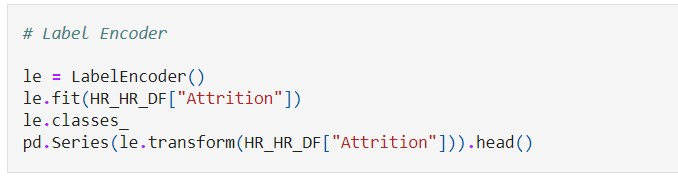 # Label Encoder
le = LabelEncoder()
le.fit(HR_HR_DF["Attrition"])
le.classes_
pd.Series(le.transform(HR_HR_DF["Attrition"])).head()